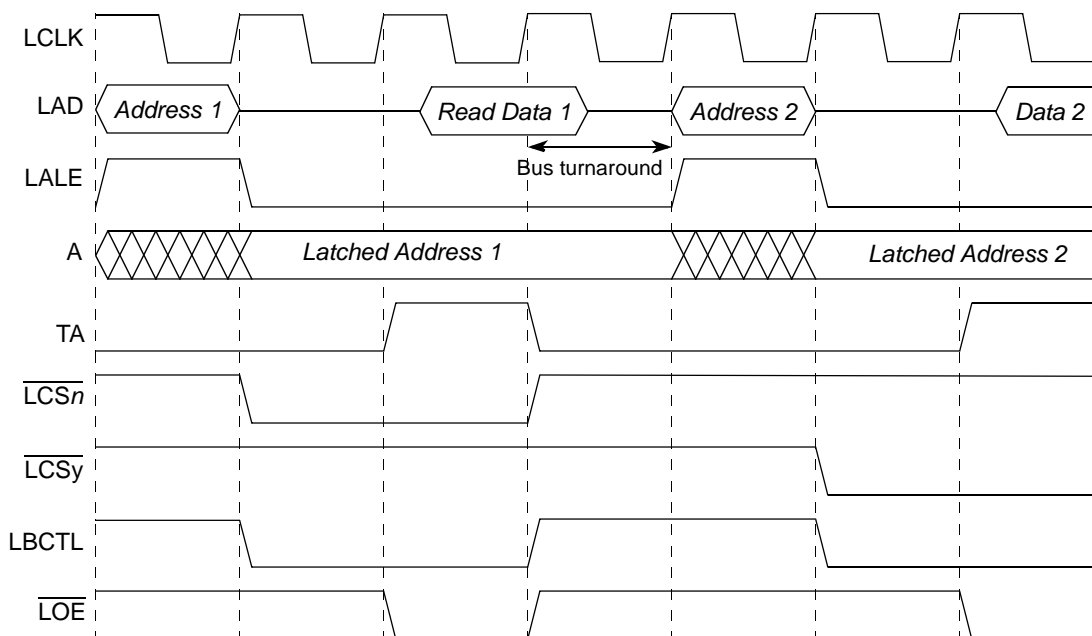 LCLK
LAD Address 1 Read Data 1 Address 2 Data 2
Bus turnaround
LALE
A Latched Address 1 Latched Address 2
TA
LCSn
LCSy
LBCTL
LOE